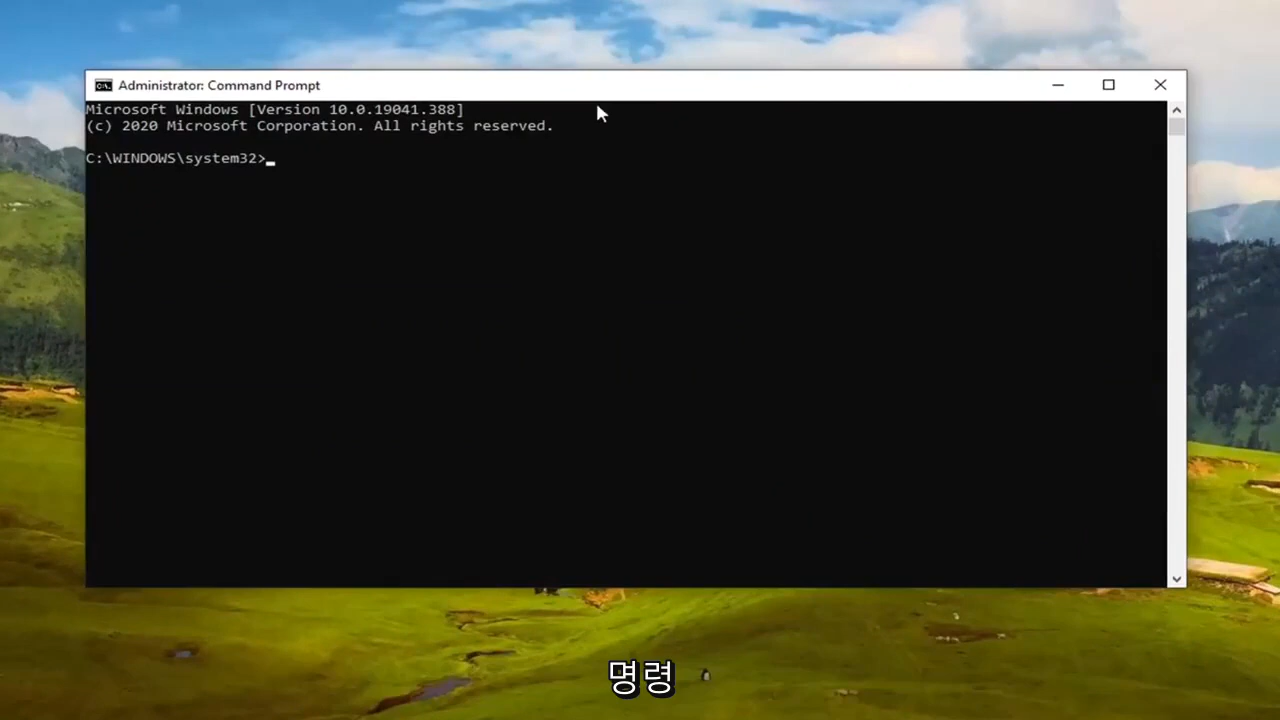 Administrator: Command Prompt
Microsoft Windows [Version 10.0.19041.388]
(c) 2020 Microsoft Corporation. All rights reserved.
C:\WINDOWS\system32>
명령